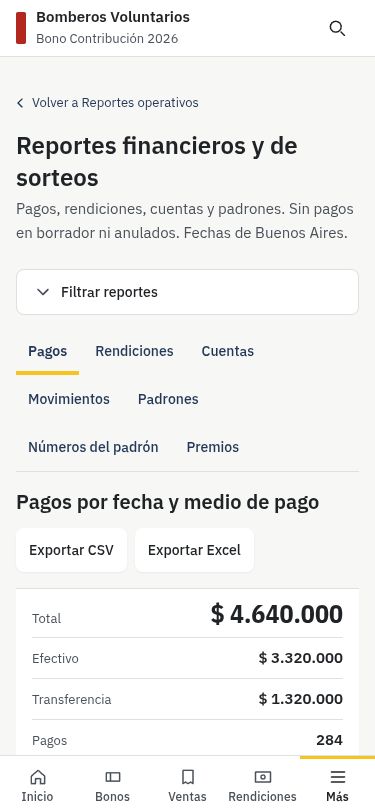 Bomberos Voluntarios
Bono Contribución 2026
Volver a Reportes operativos
Reportes financieros y de
sorteos
Pagos, rendiciones, cuentas y padrones. Sin pagos
en borrador ni anulados. Fechas de Buenos Aires.
Filtrar reportes
Pagos Rendiciones Cuentas
Movimientos Padrones
Números del padrón Premios
Pagos por fecha y medio de pago
Exportar CSV Exportar Excel
Total $ 4.640.000
Efectivo $ 3.320.000
Transferencia $ 1.320.000
Pagos 284
Inicio Bonos Ventas Rendiciones Más